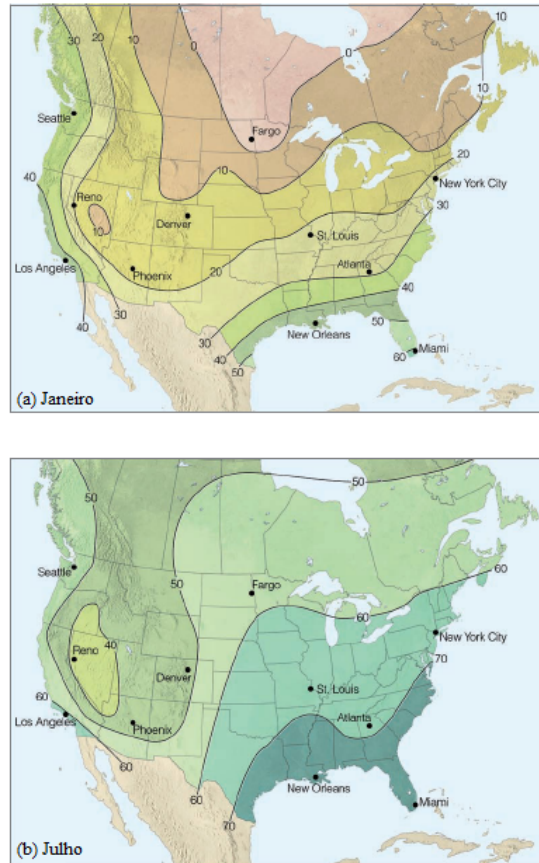 10
30
20
10
0
0
10
Seattle
Fargo
10
20
40
10
New York City
Reno
30
10
Denver
St. Louis
Los Angeles
Phoenix
20
Atlanta
40
30
30
50
40
New Orleans
40
50
Miami
60
(a) Janeiro
50
50
60
Seattle
50
Fargo
60
New York City
40
Reno
70
Denver
St. Louis
60
Los Angeles
Phoenix
Atlanta
60
60
New Orleans
70
Miami
(b) Julho